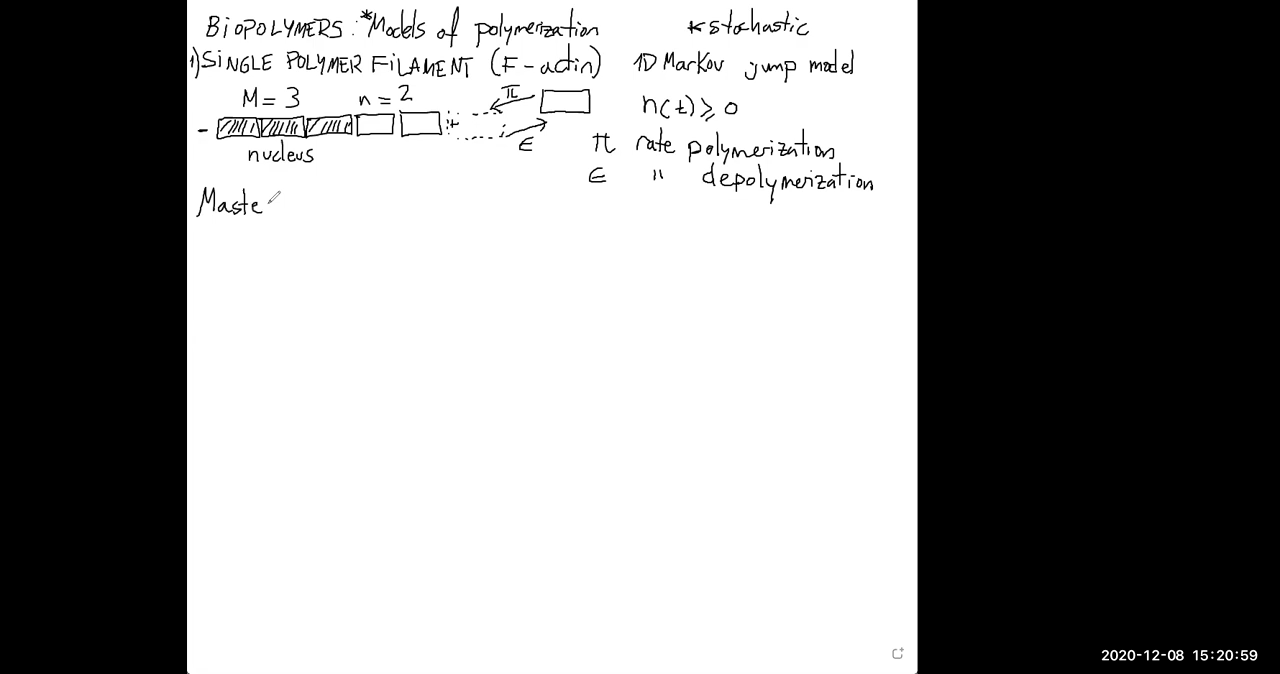 BIOPOLYMERS: *Models of polymerization *stochastic
1) SINGLE POLYMER FILAMENT (F-actin) 1D Markov jump model
M = 3 n = 2 π n(t) ≥ 0
- + ϵ π rate polymerization
nucleus ϵ " depolymerization
Maste
2020-12-08 15:20:59